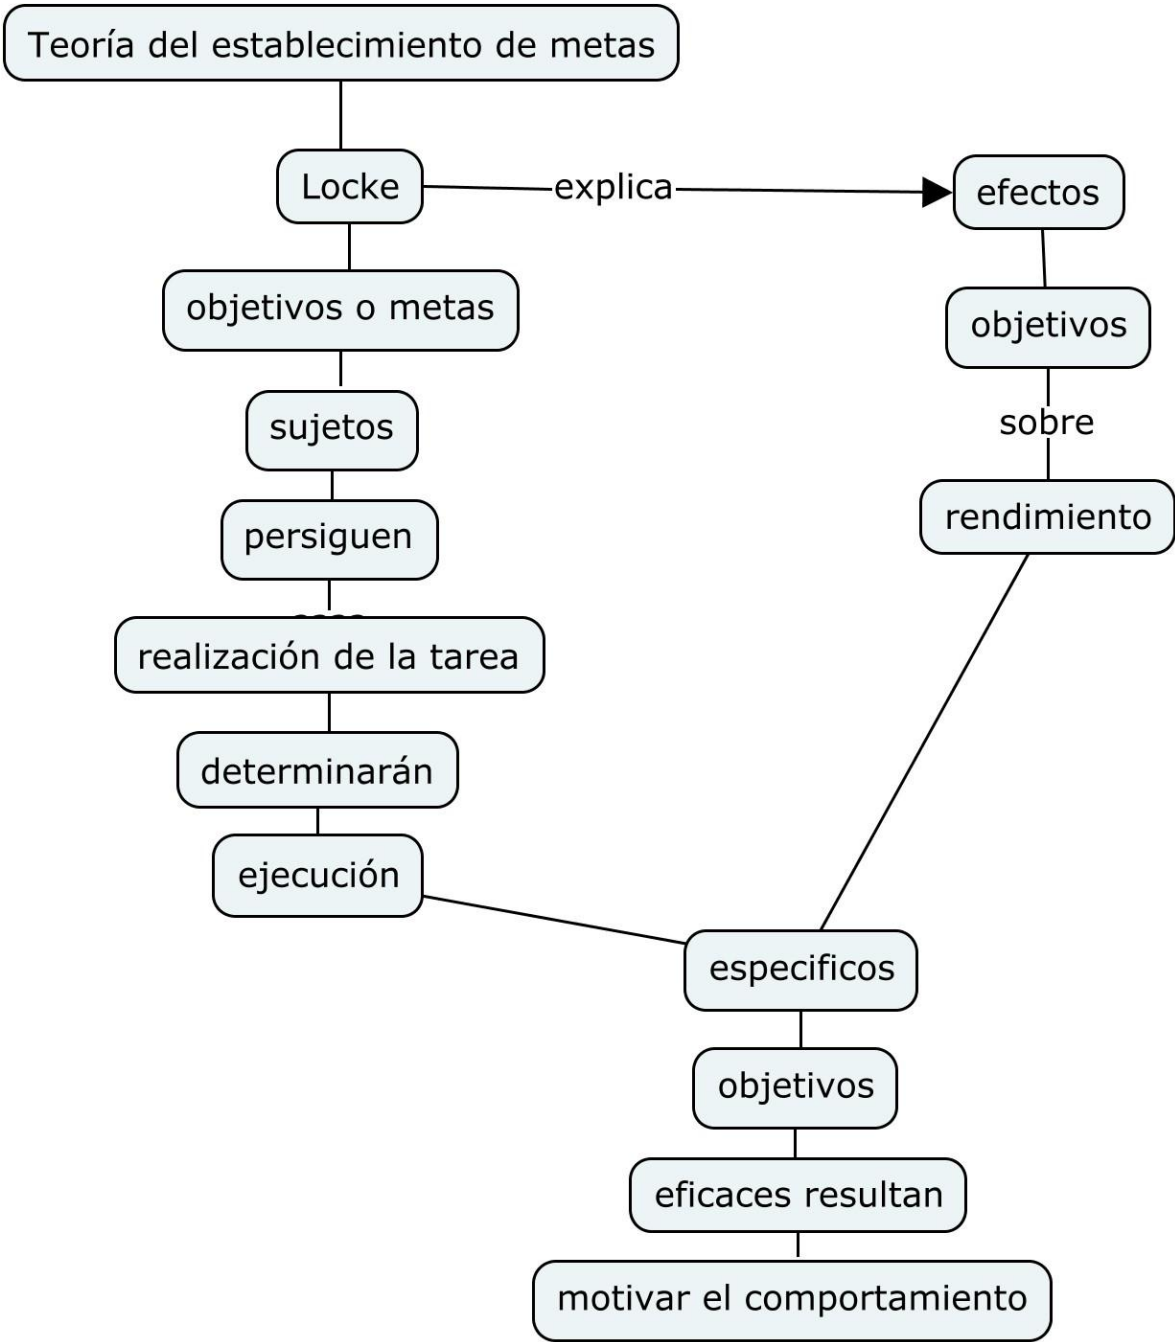 Teoría del establecimiento de metas
Locke
explica
efectos
objetivos o metas
objetivos
sujetos
sobre
persiguen
rendimiento
realización de la tarea
determinarán
ejecución
especificos
objetivos
eficaces resultan
motivar el comportamiento